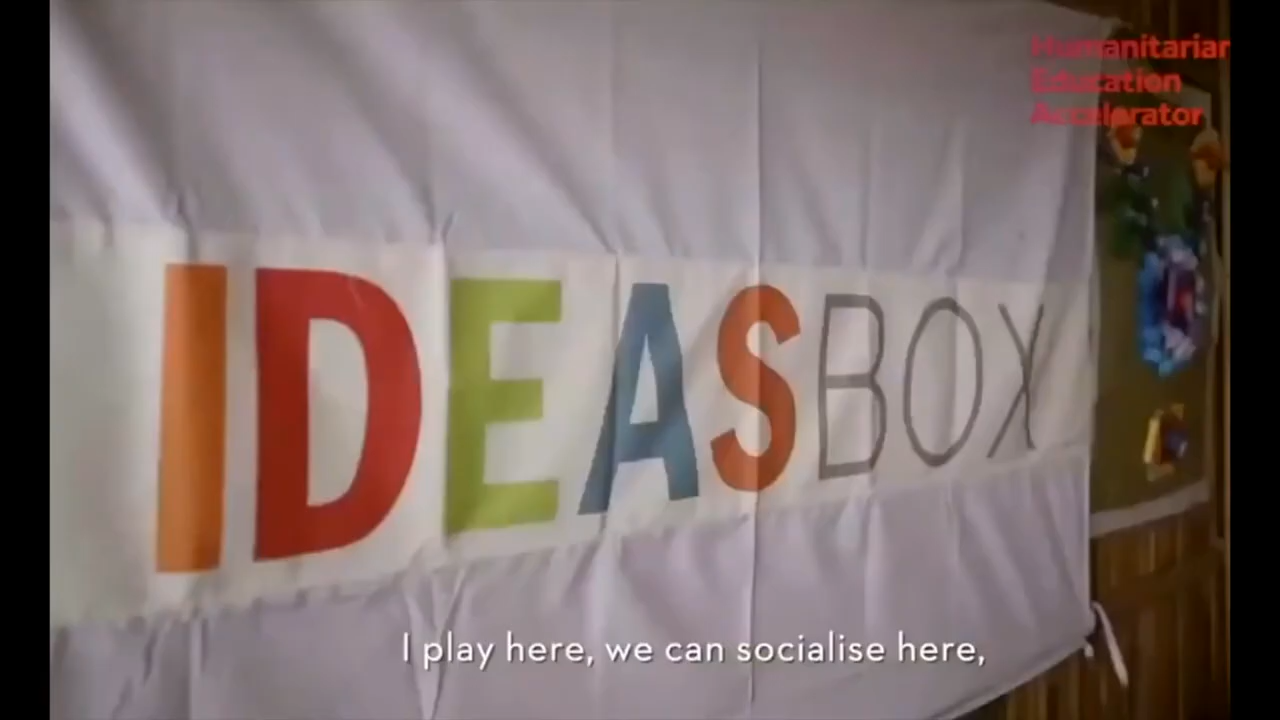 Humanitarian
Education
Accelerator
IDEASBOX
I play here, we can socialise here,